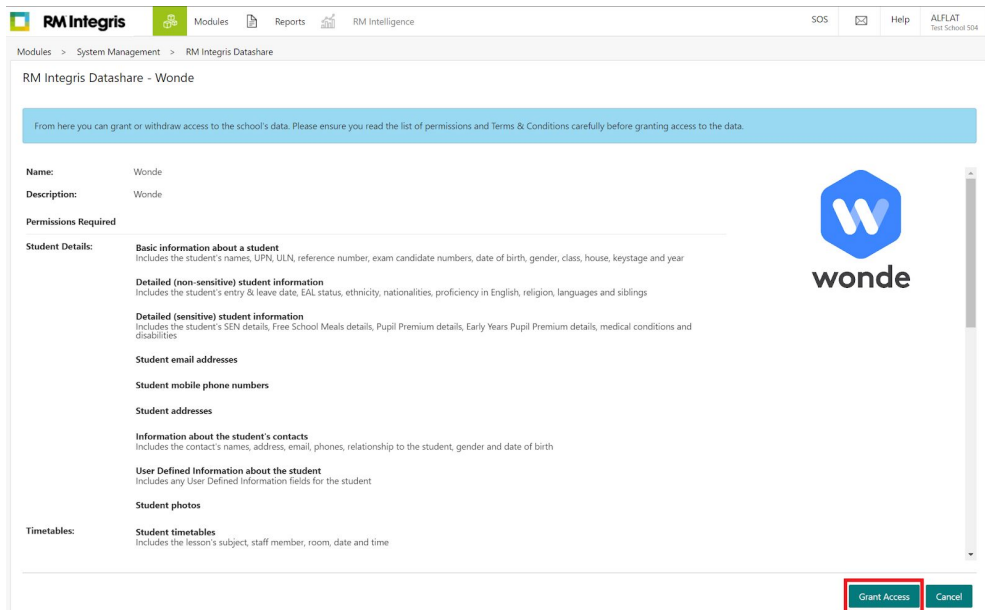 RM Integris
Modules
Reports
RM Intelligence
SOS
Help
ALFLAT
Test School 504
Modules > System Management > RM Integris Datashare
RM Integris Datashare - Wonde
From here you can grant or withdraw access to the school's data. Please ensure you read the list of permissions and Terms & Conditions carefully before granting access to the data.
Name: Wonde
Description: Wonde
wonde
Permissions Required
Student Details: Basic information about a student
Includes the student's names, UPN, ULN, reference number, exam candidate numbers, date of birth, gender, class, house, keystage and year
Detailed (non-sensitive) student information
Includes the student's entry & leave date, EAL status, ethnicity, nationalities, proficiency in English, religion, languages and siblings
Detailed (sensitive) student information
Includes the student's SEN details, Free School Meals details, Pupil Premium details, Early Years Pupil Premium details, medical conditions and
disabilities
Student email addresses
Student mobile phone numbers
Student addresses
Information about the student's contacts
Includes the contact's names, address, email, phones, relationship to the student, gender and date of birth
User Defined Information about the student
Includes any User Defined Information fields for the student
Student photos
Timetables: Student timetables
Includes the lesson's subject, staff member, room, date and time
Grant Access
Cancel